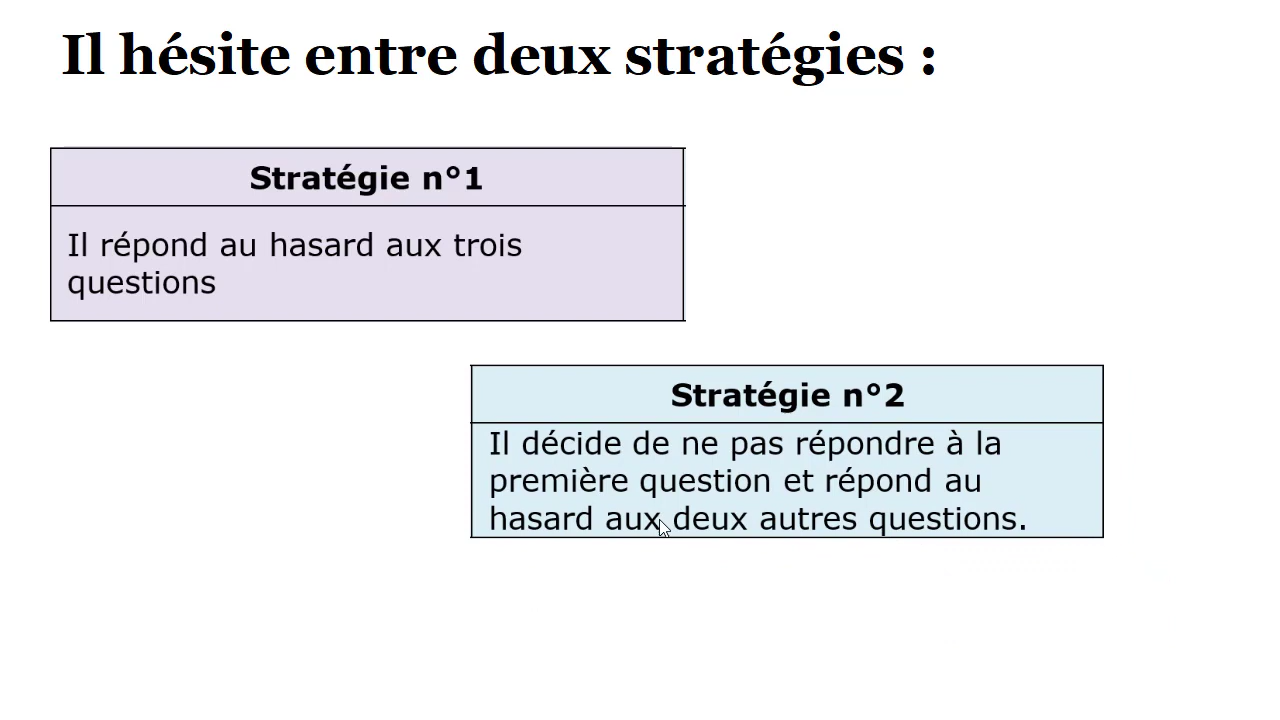 Il hésite entre deux stratégies :
Stratégie n°1
Il répond au hasard aux trois
questions
Stratégie n°2
Il décide de ne pas répondre à la
première question et répond au
hasard aux deux autres questions.